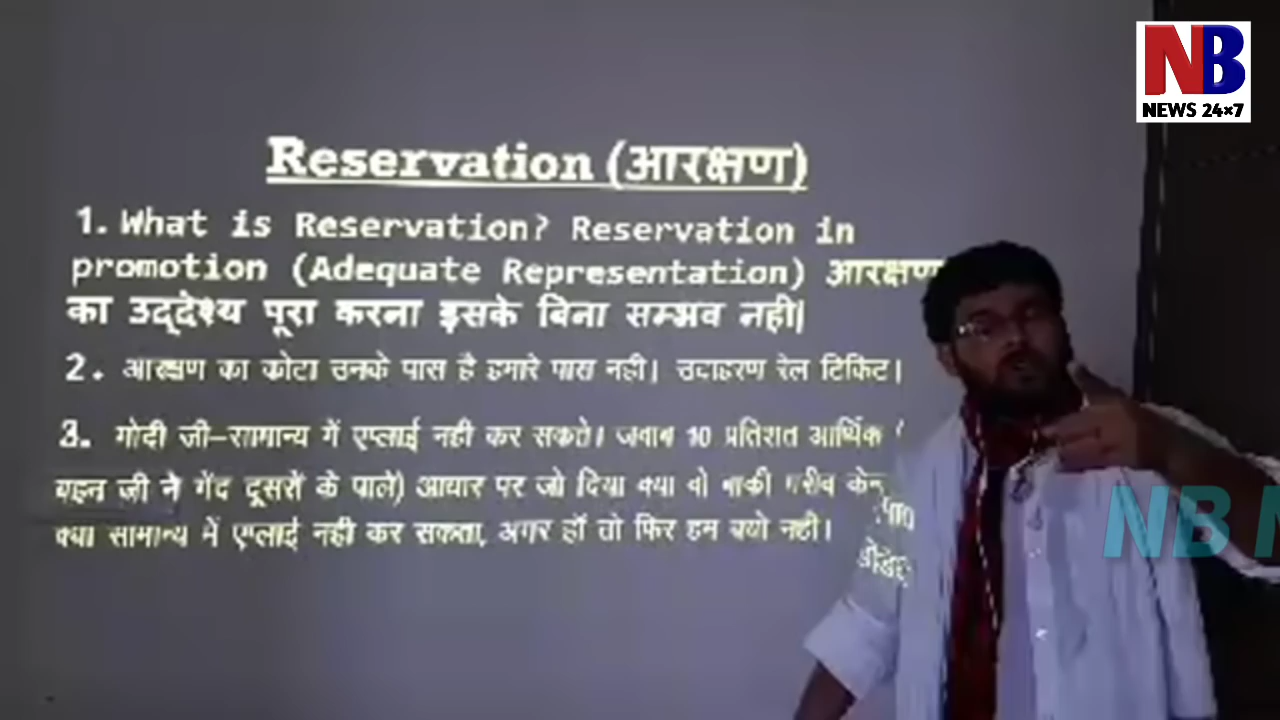 NB
NEWS 24×7
Reservation (आरक्षण)
1. What is Reservation? Reservation in
promotion (Adequate Representation) आरक्षण
का उद्देश्य पूरा करना इसके बिना सम्भव नही।
2. आरक्षण का कोटा उनके पास है हमारे पास नही। उदाहरण रेल टिकिट।
3. गोदी जी-सामान्य में एप्लाई नही कर सकते। जवाब 10 प्रतिशत आर्थिक
जी ने गेंद दूसरों के पाले) आधार पर जो दिया क्या वो बाकी गरीब
क्या सामान्य में एप्लाई नही कर सकता, अगर हाँ तो फिर हम क्यो नही।
NB N